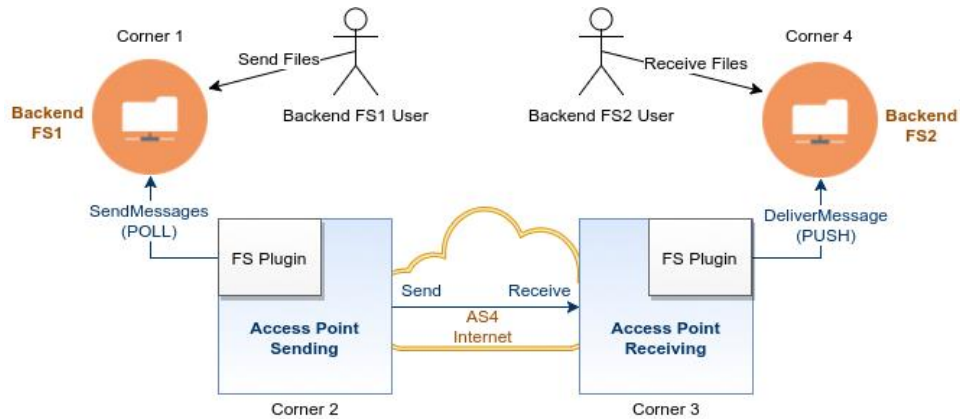 Corner 1
Corner 4
Send Files
Receive Files
Backend
FS1
Backend FS1 User
Backend FS2 User
Backend
FS2
SendMessages
(POLL)
DeliverMessage
(PUSH)
FS Plugin
FS Plugin
Send
Receive
AS4
Internet
Access Point
Sending
Access Point
Receiving
Corner 2
Corner 3